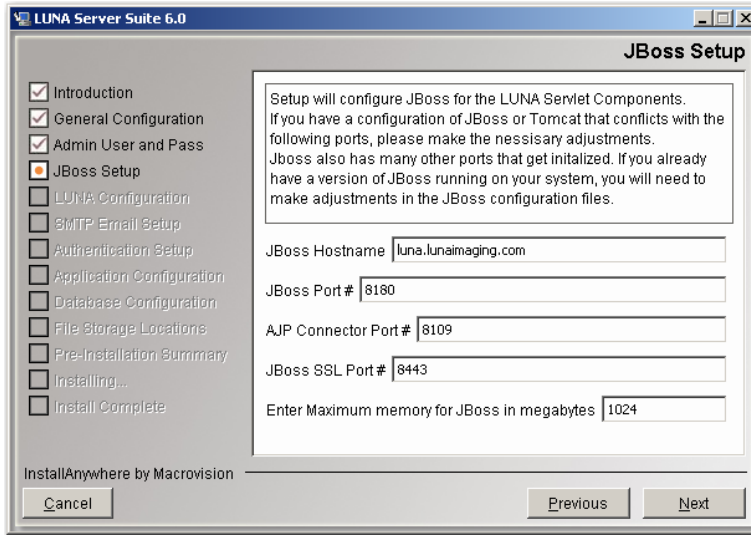 LUNA Server Suite 6.0
JBoss Setup
Introduction
General Configuration
Admin User and Pass
JBoss Setup
LUNA Configuration
SMTP Email Setup
Authentication Setup
Application Configuration
Database Configuration
File Storage Locations
Pre-Installation Summary
Installing...
Install Complete
Setup will configure JBoss for the LUNA Servlet Components.
If you have a configuration of JBoss or Tomcat that conflicts with the
following ports, please make the nessisary adjustments.
Jboss also has many other ports that get initalized. If you already
have a version of JBoss running on your system, you will need to
make adjustments in the JBoss configuration files.
JBoss Hostname luna.lunaimaging.com
JBoss Port # 8180
AJP Connector Port # 8109
JBoss SSL Port # 8443
Enter Maximum memory for JBoss in megabytes 1024
InstallAnywhere by Macrovision
Cancel Previous Next